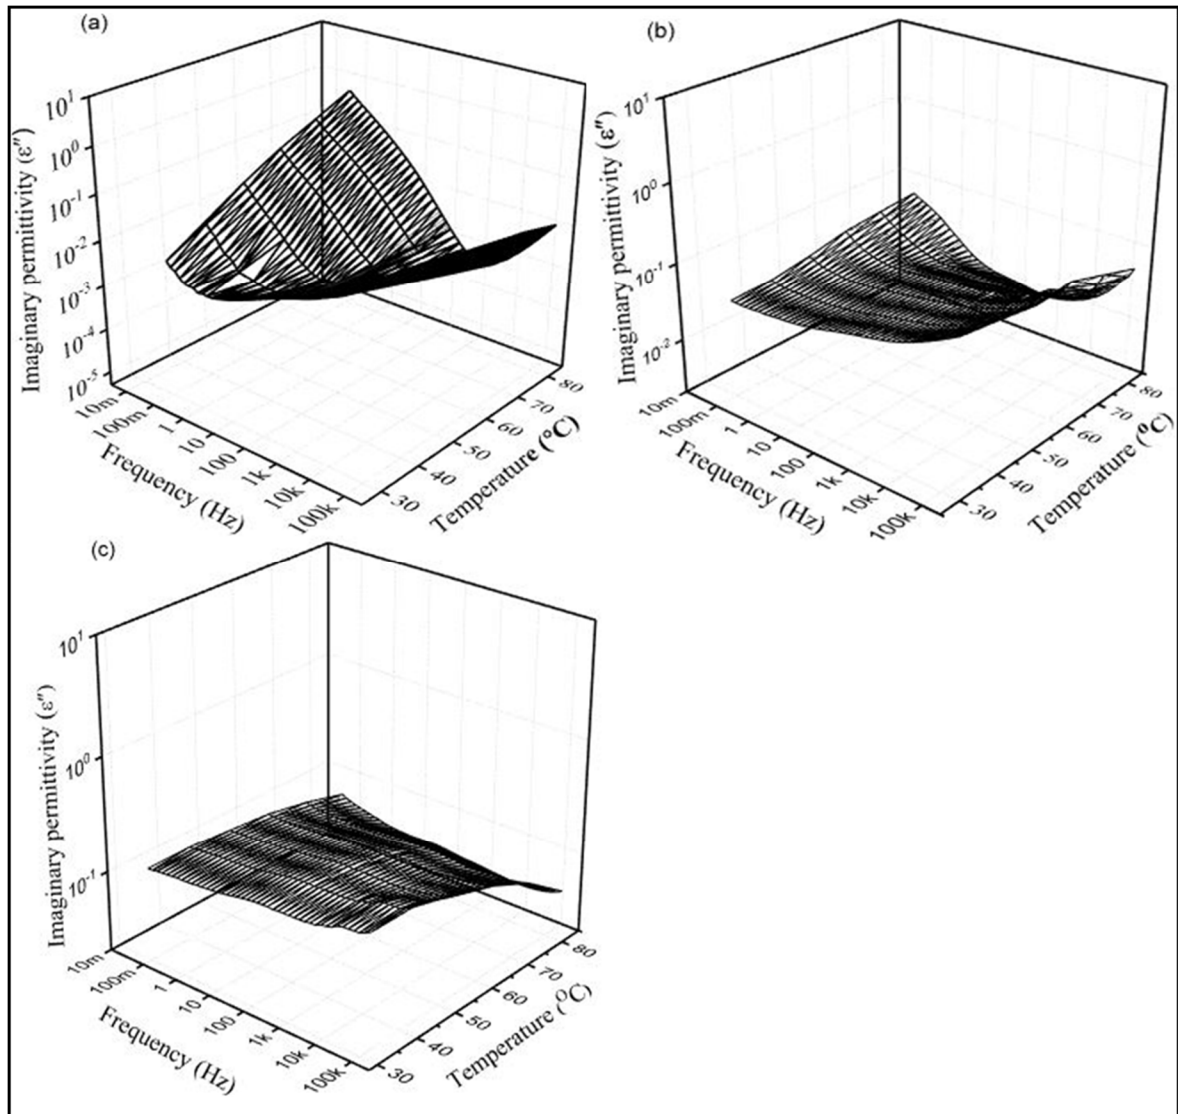 (a)
Imaginary permittivity (ε″)
10¹
10⁰
10⁻¹
10⁻²
10⁻³
10⁻⁴
10⁻⁵
10m
100m
1
10
100
1k
10k
100k
Frequency (Hz)
30
40
50
60
70
80
Temperature (°C)
(b)
Imaginary permittivity (ε″)
10¹
10⁰
10⁻¹
10⁻²
10m
100m
1
10
100
1k
10k
100k
Frequency (Hz)
30
40
50
60
70
80
Temperature (°C)
(c)
Imaginary permittivity (ε″)
10¹
10⁰
10⁻¹
10m
100m
1
10
100
1k
10k
100k
Frequency (Hz)
30
40
50
60
70
80
Temperature (°C)